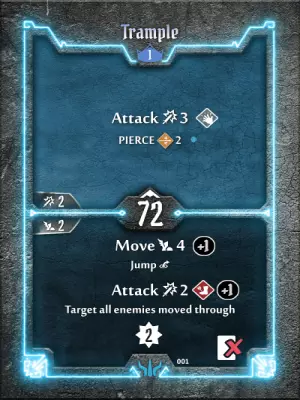 Trample
1
Attack 3
PIERCE 2
2
72
2
Move 4 +1
Jump
Attack 2 +1
Target all enemies moved through
2
001